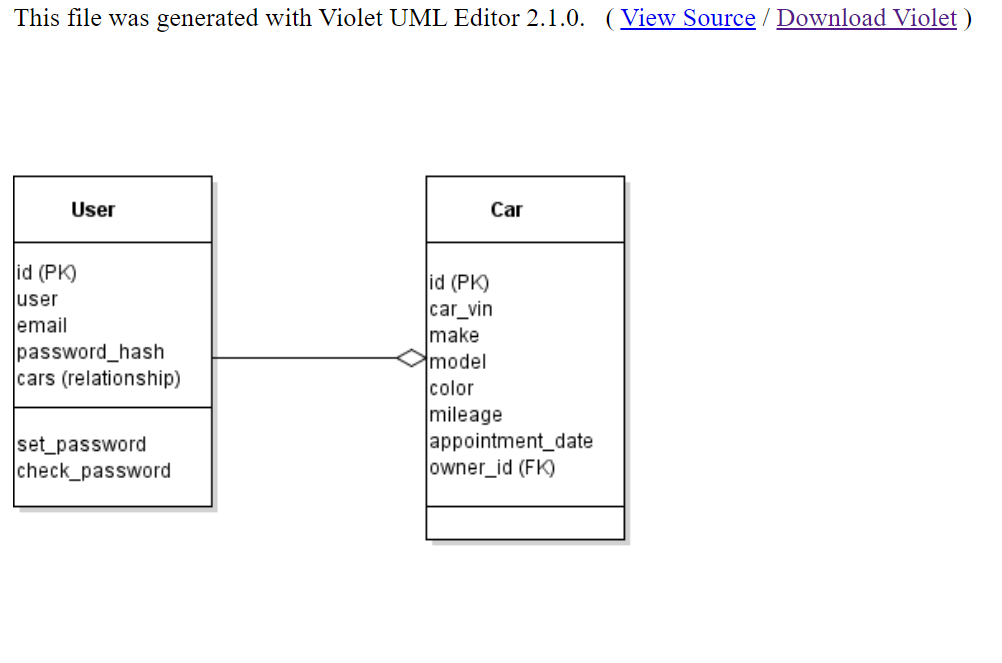 This file was generated with Violet UML Editor 2.1.0. ( View Source / Download Violet )
User
id (PK)
user
email
password_hash
cars (relationship)
set_password
check_password
Car
id (PK)
car_vin
make
model
color
mileage
appointment_date
owner_id (FK)